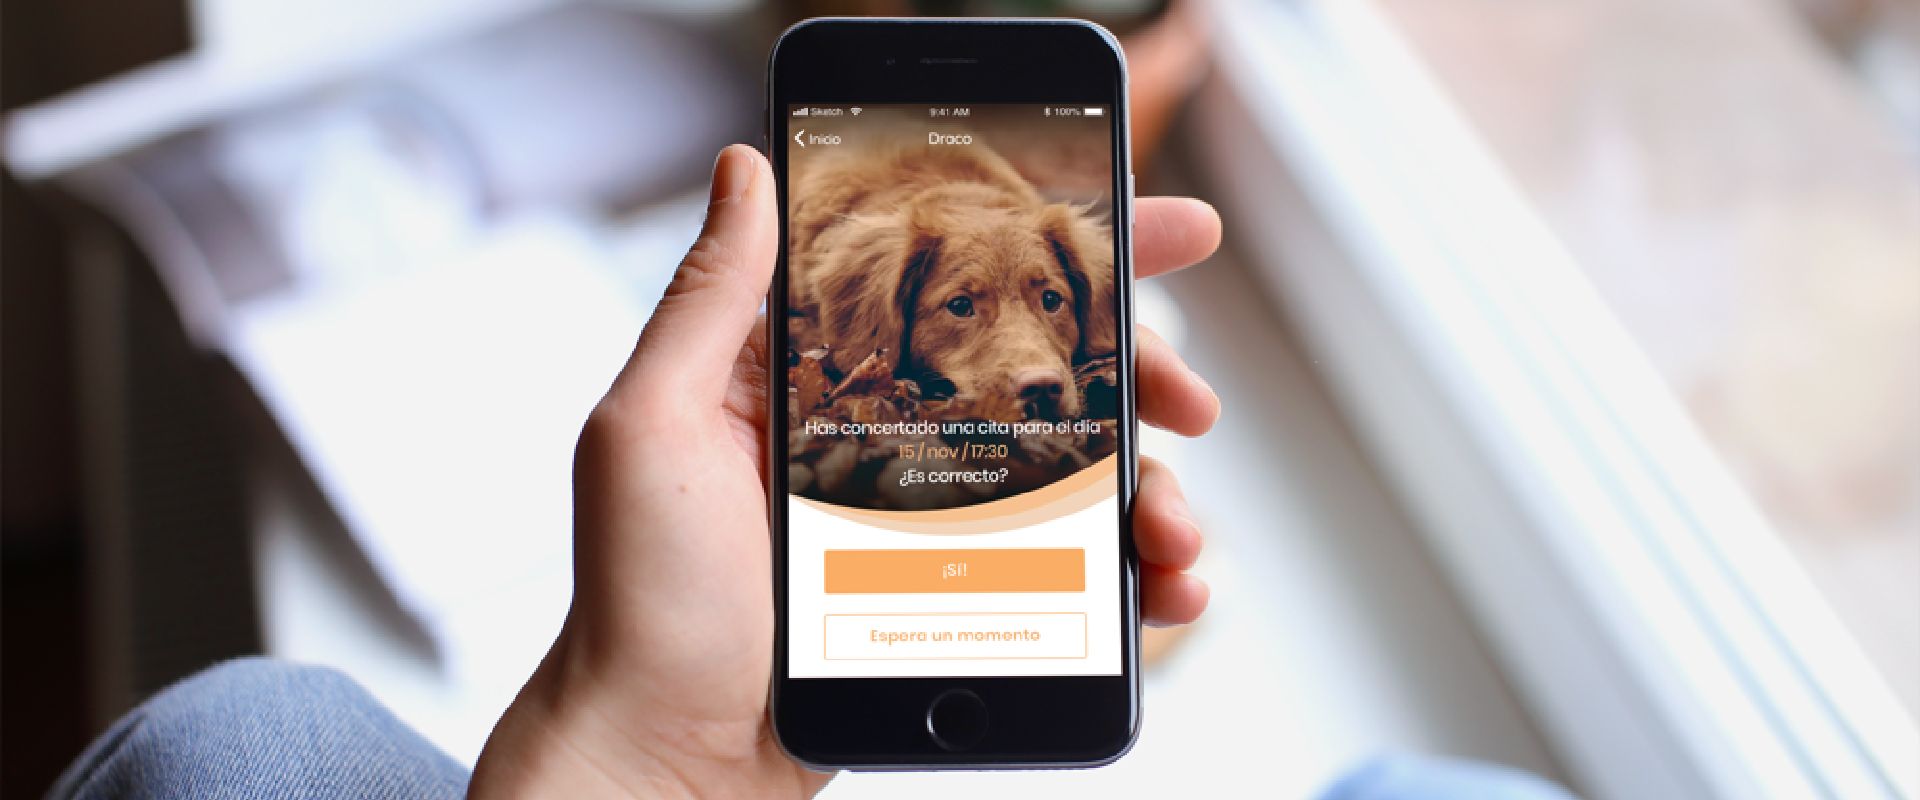 Sketch 9:41 AM 100%
Inicio Draco
Has concertado una cita para el día
15 / nov / 17:30
¿Es correcto?
¡Sí!
Espera un momento